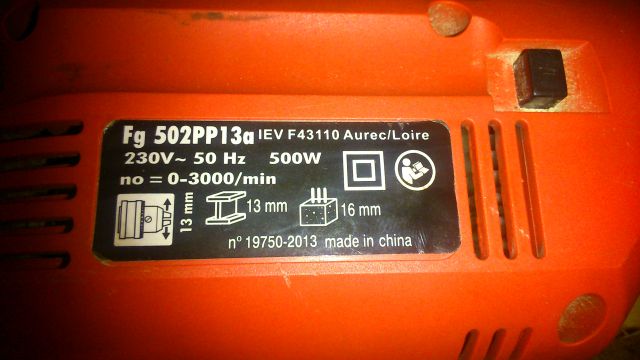 Fg 502PP13a IEV F43110 Aurec/Loire
230V~ 50 Hz 500W
no = 0-3000/min
13 mm 13 mm 16 mm
n° 19750-2013 made in china